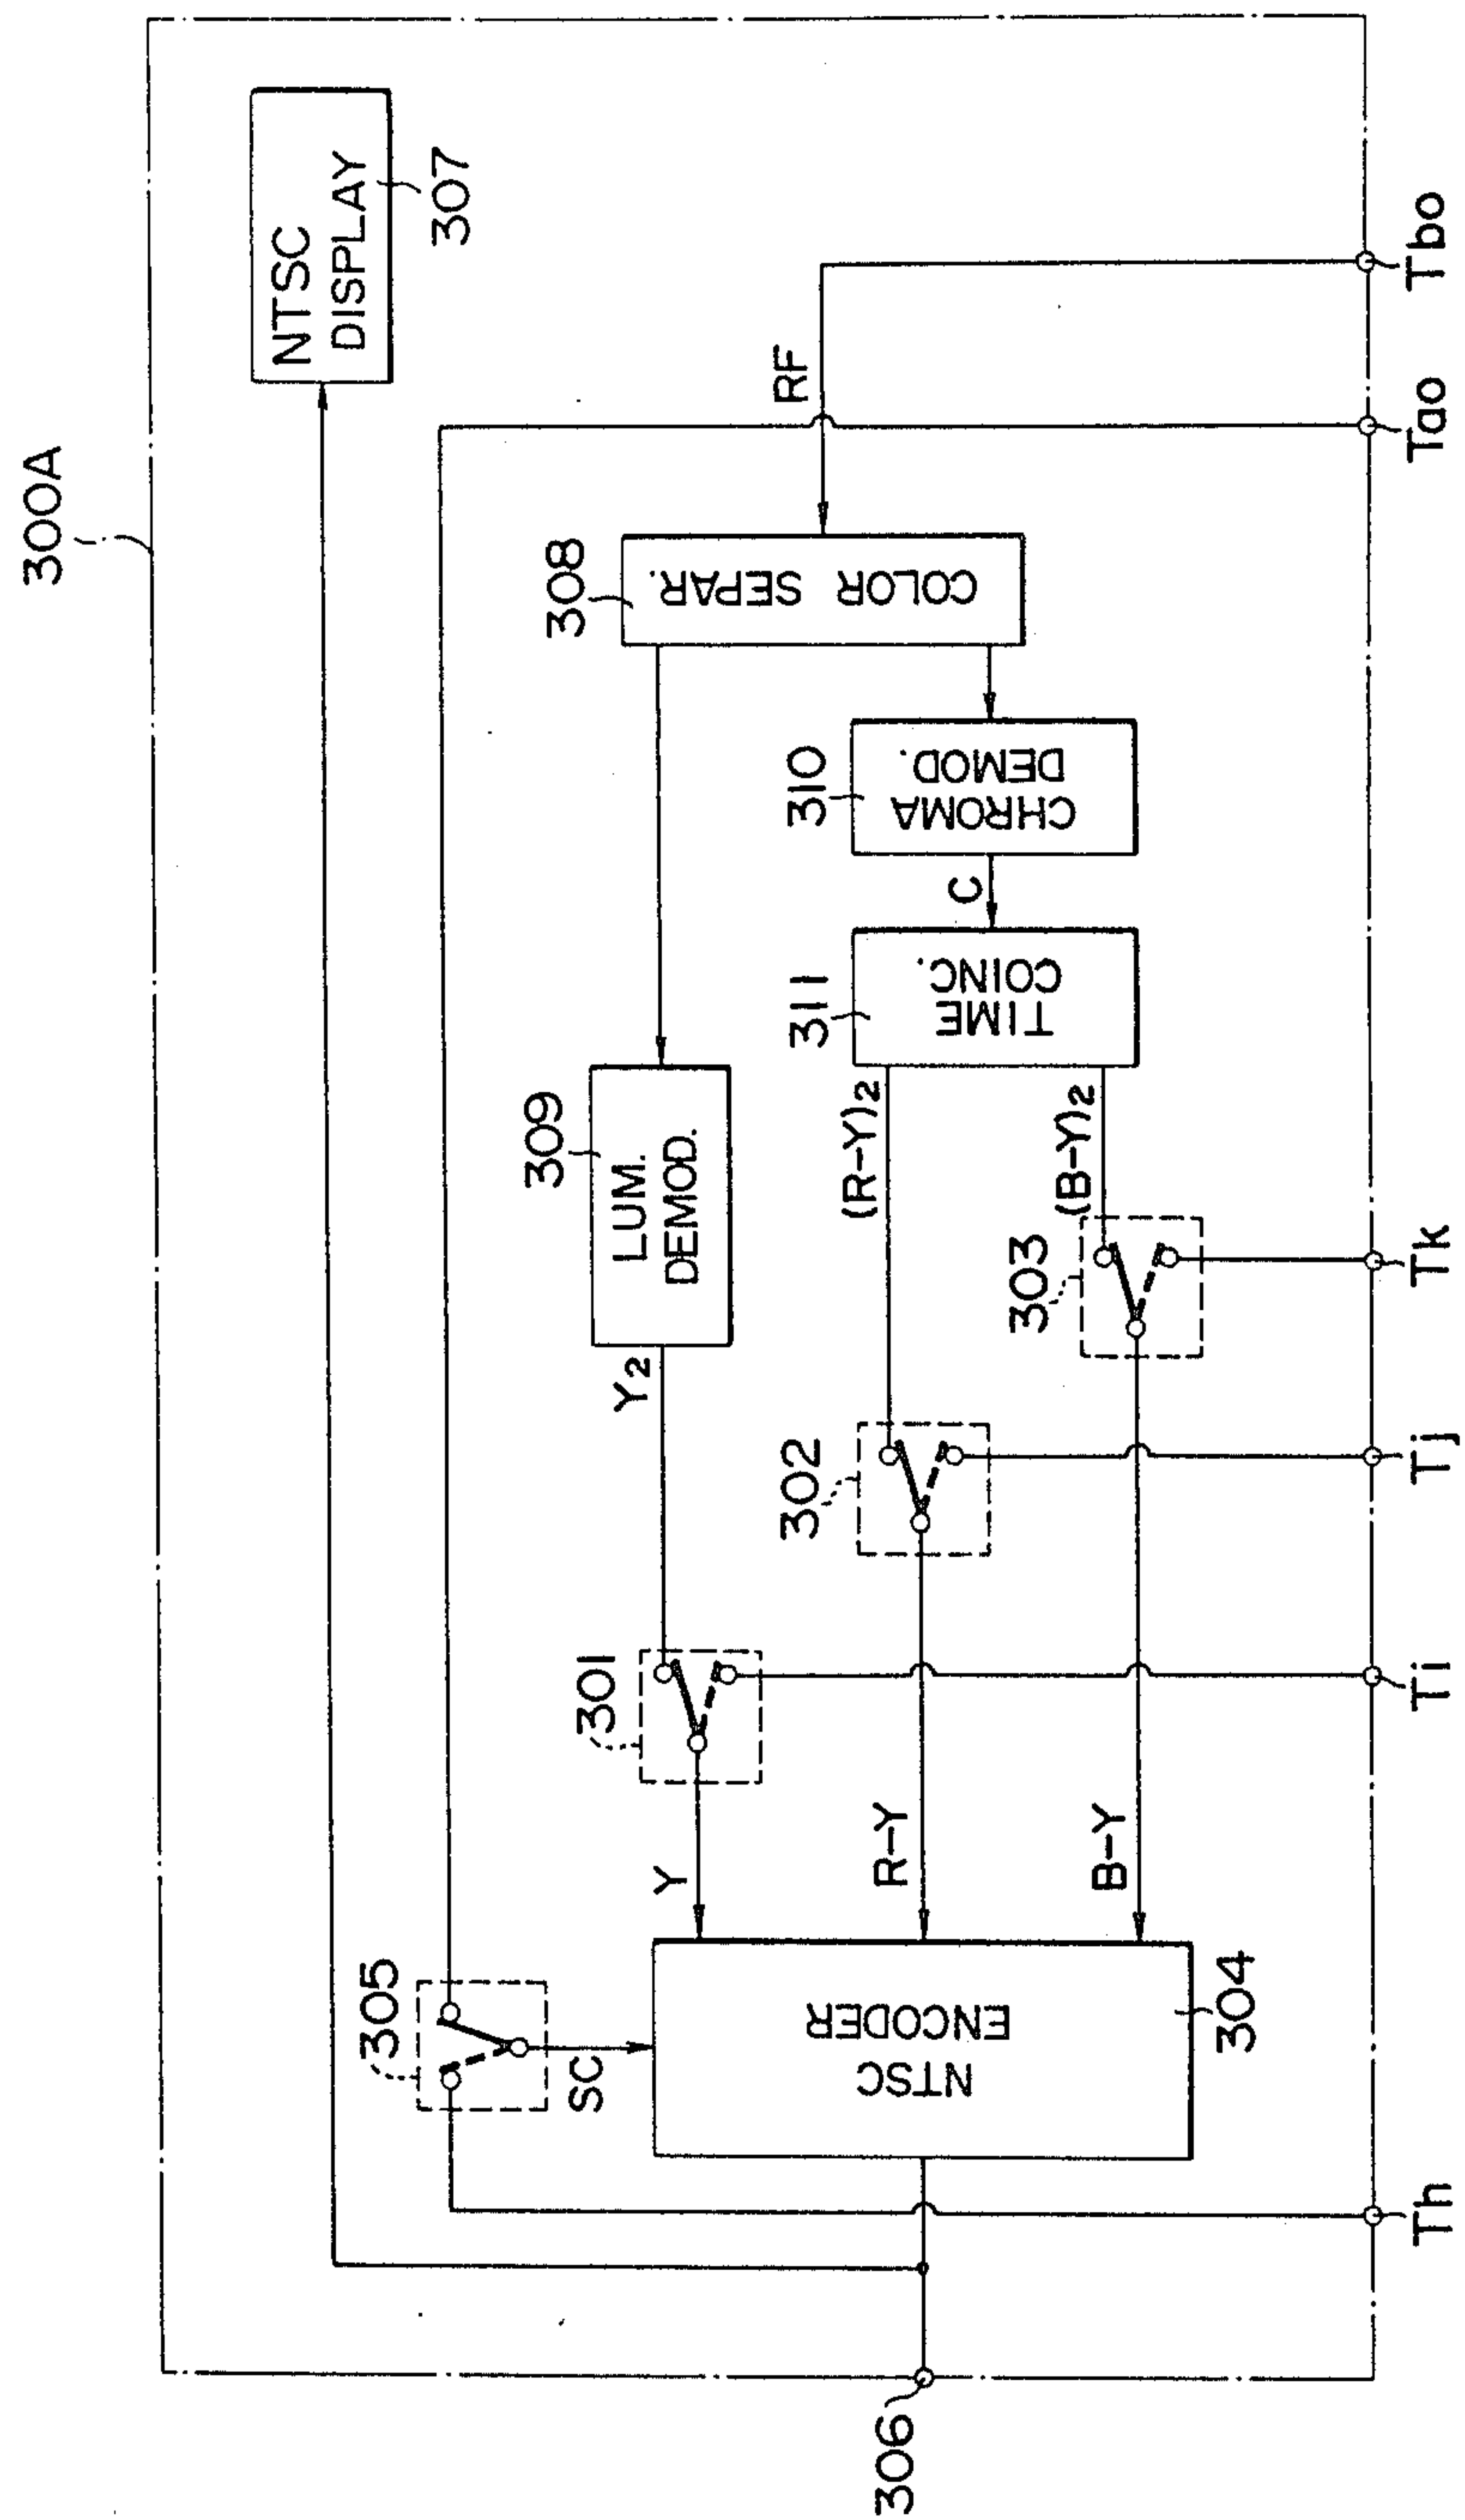 300A
NTSC
DISPLAY
307
RF
308
COLOR SEPAR.
309
LUM.
DEMOD.
310
CHROMA
DEMOD.
C
311
TIME
COINC.
Y2
(R-Y)2
(B-Y)2
301
302
303
305
SC
Y
R-Y
B-Y
NTSC
ENCODER
304
306
Th
Ti
Tj
Tk
Tao
Tbo